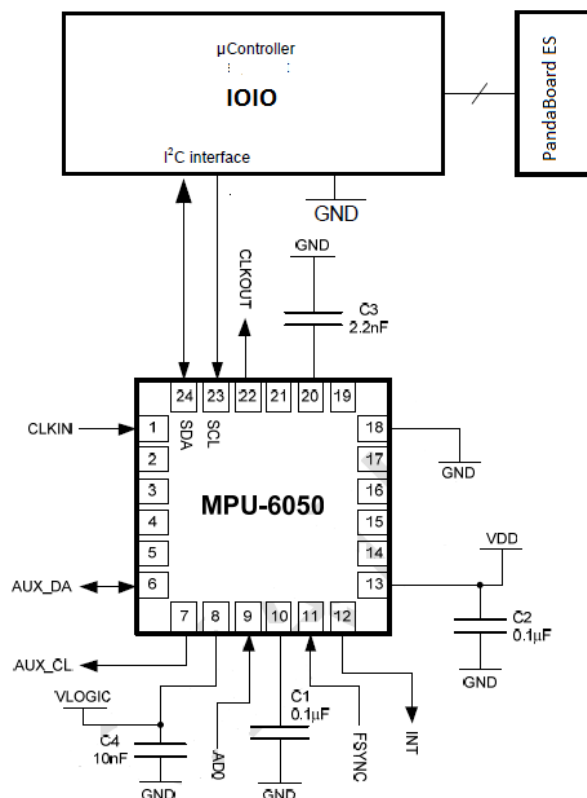 µController
IOIO
I²C interface
PandaBoard ES
GND
GND
CLKOUT
C3
2.2nF
24 23 22 21 20 19
SDA
SCL
CLKIN
1
2
3
4
5
6
18
17
16
15
14
13
MPU-6050
GND
VDD
C2
0.1µF
GND
AUX_DA
7 8 9 10 11 12
AUX_CL
VLOGIC
C4
10nF
GND
AD0
C1
0.1µF
GND
FSYNC
INT